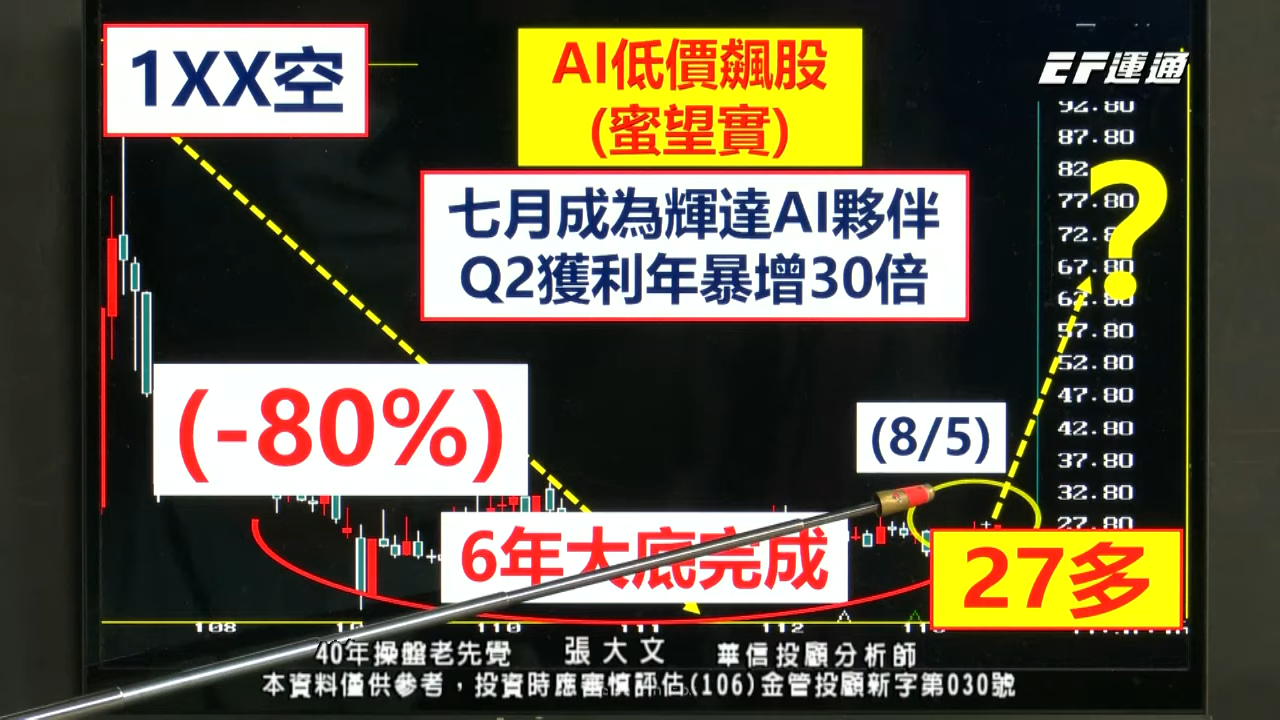 1XX空
AI低價飆股
(蜜望實)
EF運通
七月成為輝達AI夥伴
Q2獲利年暴增30倍
92.80
87.80
82
77.80
72.8
67.80
62.80
57.80
52.80
47.80
42.80
37.80
32.80
27.80
?
(-80%)
(8/5)
6年大底完成
27多
108
110
111
112
40年操盤老先覺 張大文 華信投顧分析師
本資料僅供參考，投資時應審慎評估(106)金管投顧新字第030號